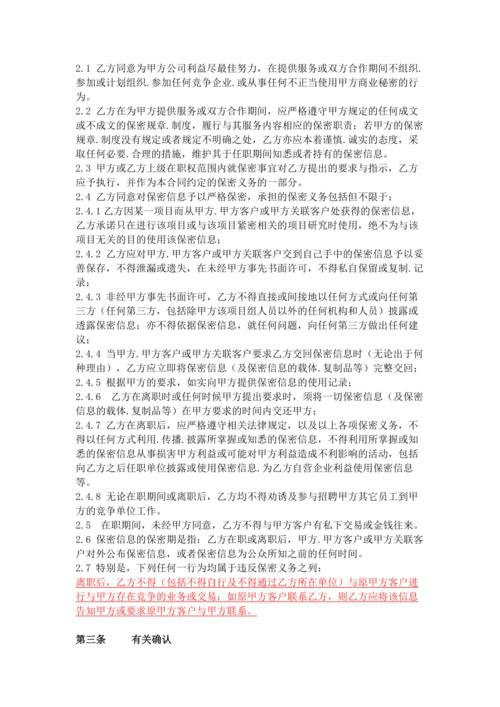 2.1 乙方同意为甲方公司利益尽最佳努力，在提供服务或双方合作期间不组织.
参加或计划组织.参加任何竞争企业.或从事任何不正当使用甲方商业秘密的行
为。
2.2 乙方在为甲方提供服务或双方合作期间，应严格遵守甲方规定的任何成文
或不成文的保密规章.制度，履行与其服务内容相应的保密职责；若甲方的保密
规章.制度没有规定或者规定不明确之处，乙方亦应本着谨慎.诚实的态度，采
取任何必要.合理的措施，维护其于任职期间知悉或者持有的保密信息。
2.3 甲方或乙方上级在职权范围内就保密事宜对乙方提出的要求与指示，乙方
应予执行，并作为本合同约定的保密义务的一部分。
2.4 乙方同意对保密信息予以严格保密，承担的保密义务包括但不限于；
2.4.1乙方因某一项目而从甲方.甲方客户或甲方关联客户处获得的保密信息，
乙方承诺只在进行该项目或与该项目紧密相关的项目研究时使用，绝不为与该
项目无关的目的使用该保密信息；
2.4.2 乙方应对甲方.甲方客户或甲方关联客户交到自己手中的保密信息予以妥
善保存，不得泄漏或遗失，在未经甲方事先书面许可，不得私自保留或复制.记
录；
2.4.3 非经甲方事先书面许可，乙方不得直接或间接地以任何方式或向任何第
三方（任何第三方，包括除甲方该项目组人员以外的任何机构和人员）披露或
透露保密信息；亦不得依据保密信息，就任何问题，向任何第三方做出任何建
议；
2.4.4 当甲方.甲方客户或甲方关联客户要求乙方交回保密信息时（无论出于何
种理由），乙方应立即将保密信息（及保密信息的载体.复制品等）完整交回；
2.4.5 根据甲方的要求，如实向甲方提供保密信息的使用记录；
2.4.6 乙方在离职时或任何时候甲方提出要求时，须将一切保密信息（及保密
信息的载体.复制品等）在甲方要求的时间内交还甲方；
2.4.7 乙方在离职后，应严格遵守相关法律规定，以及以上各项保密义务，不
得以任何方式利用.传播.披露所掌握或知悉的保密信息，不得利用所掌握或知
悉的保密信息从事损害甲方利益或可能对甲方利益造成不利影响的活动，包括
向乙方之后任职单位披露或使用保密信息.为乙方自营企业利益使用保密信息
等。
2.4.8 无论在职期间或离职后，乙方均不得劝诱及参与招聘甲方其它员工到甲
方的竞争单位工作。
2.5 在职期间，未经甲方同意，乙方不得与甲方客户有私下交易或金钱往来。
2.6 保密信息的保密期是指；乙方在甲方任职期间及离职后，甲方.甲方关联客
户对外公布保密信息，或者保密信息为公众所知之前的任何时间。
2.7 特别是，下列任何一行为均属于违反保密义务之列；
离职后，乙方不得（包括不得自行及不得通过乙方所在单位）与原甲方客户进
行与甲方存在竞争的业务或交易；如原甲方客户联系乙方，则乙方应将该信息
告知甲方或要求原甲方客户与甲方联系。
第三条 有关确认